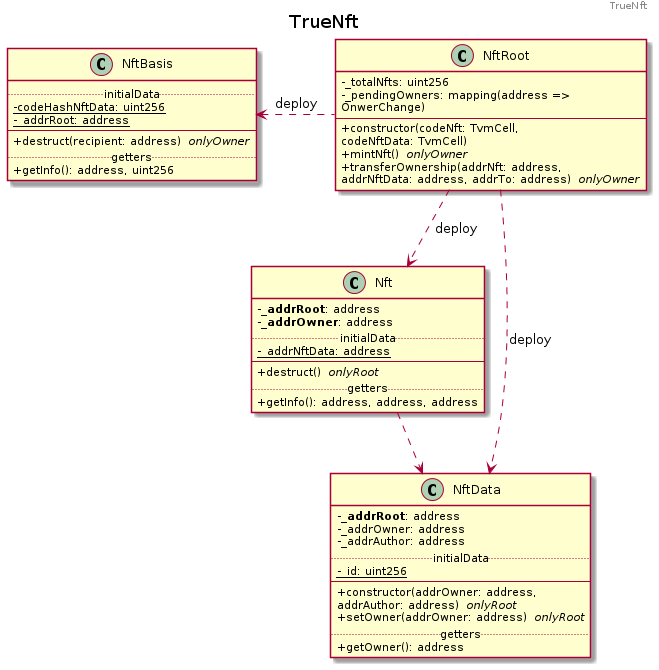 TrueNft
TrueNft
C NftBasis
initialData
-codeHashNftData: uint256
-_addrRoot: address
+destruct(recipient: address) onlyOwner
getters
+getInfo(): address, uint256
deploy
C NftRoot
-_totalNfts: uint256
-_pendingOwners: mapping(address =>
OnwerChange)
+constructor(codeNft: TvmCell,
codeNftData: TvmCell)
+mintNft() onlyOwner
+transferOwnership(addrNft: address,
addrNftData: address, addrTo: address) onlyOwner
deploy
deploy
C Nft
-_addrRoot: address
-_addrOwner: address
initialData
-_addrNftData: address
+destruct() onlyRoot
getters
+getInfo(): address, address, address
C NftData
-_addrRoot: address
-_addrOwner: address
-_addrAuthor: address
initialData
-_id: uint256
+constructor(addrOwner: address,
addrAuthor: address) onlyRoot
+setOwner(addrOwner: address) onlyRoot
getters
+getOwner(): address